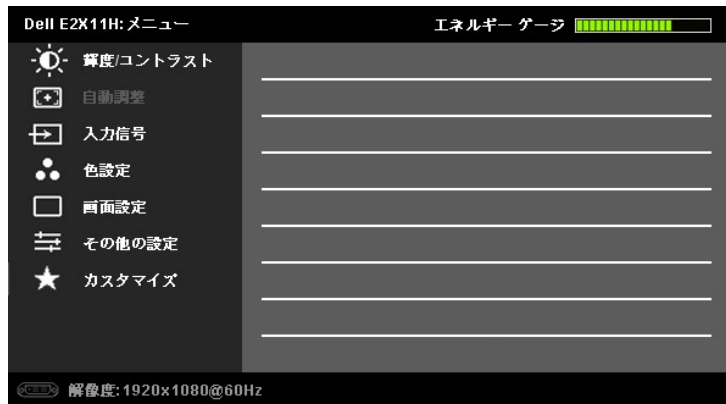 Dell E2X11H:メニュー
エネルギー ゲージ
輝度/コントラスト
自動調整
入力信号
色設定
画面設定
その他の設定
カスタマイズ
解像度:1920x1080@60Hz